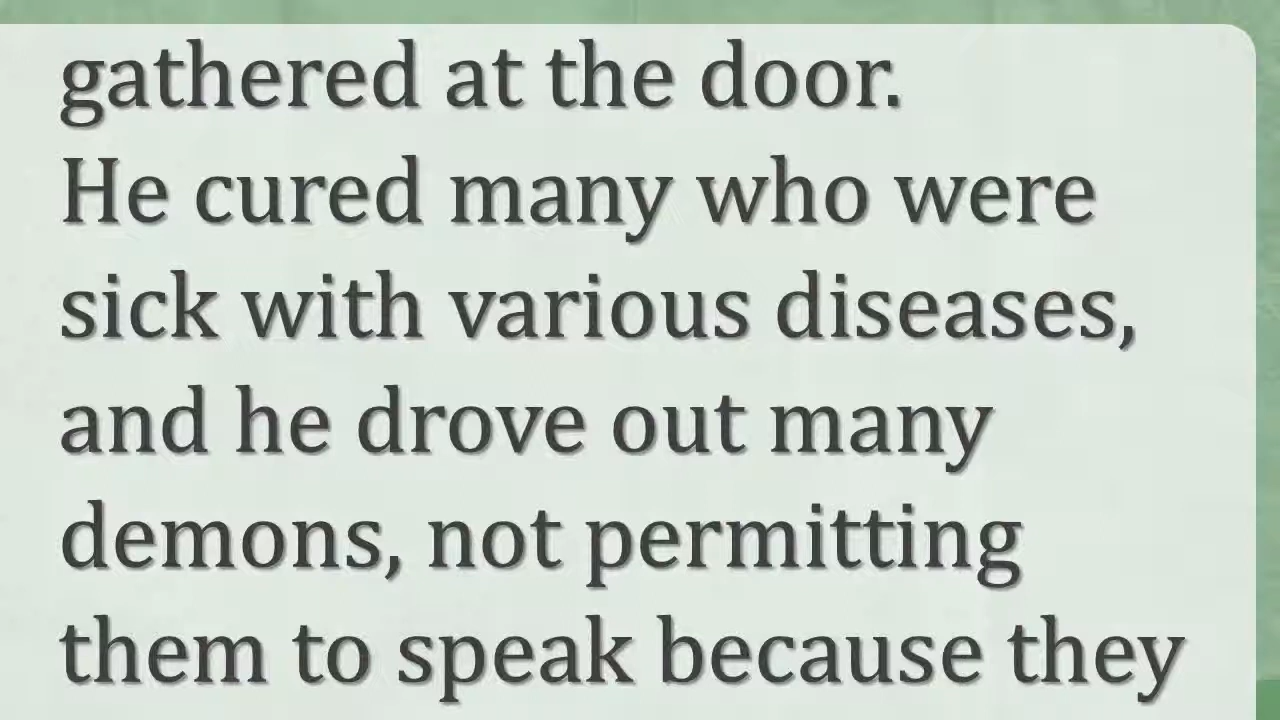 gathered at the door.
He cured many who were
sick with various diseases,
and he drove out many
demons, not permitting
them to speak because they